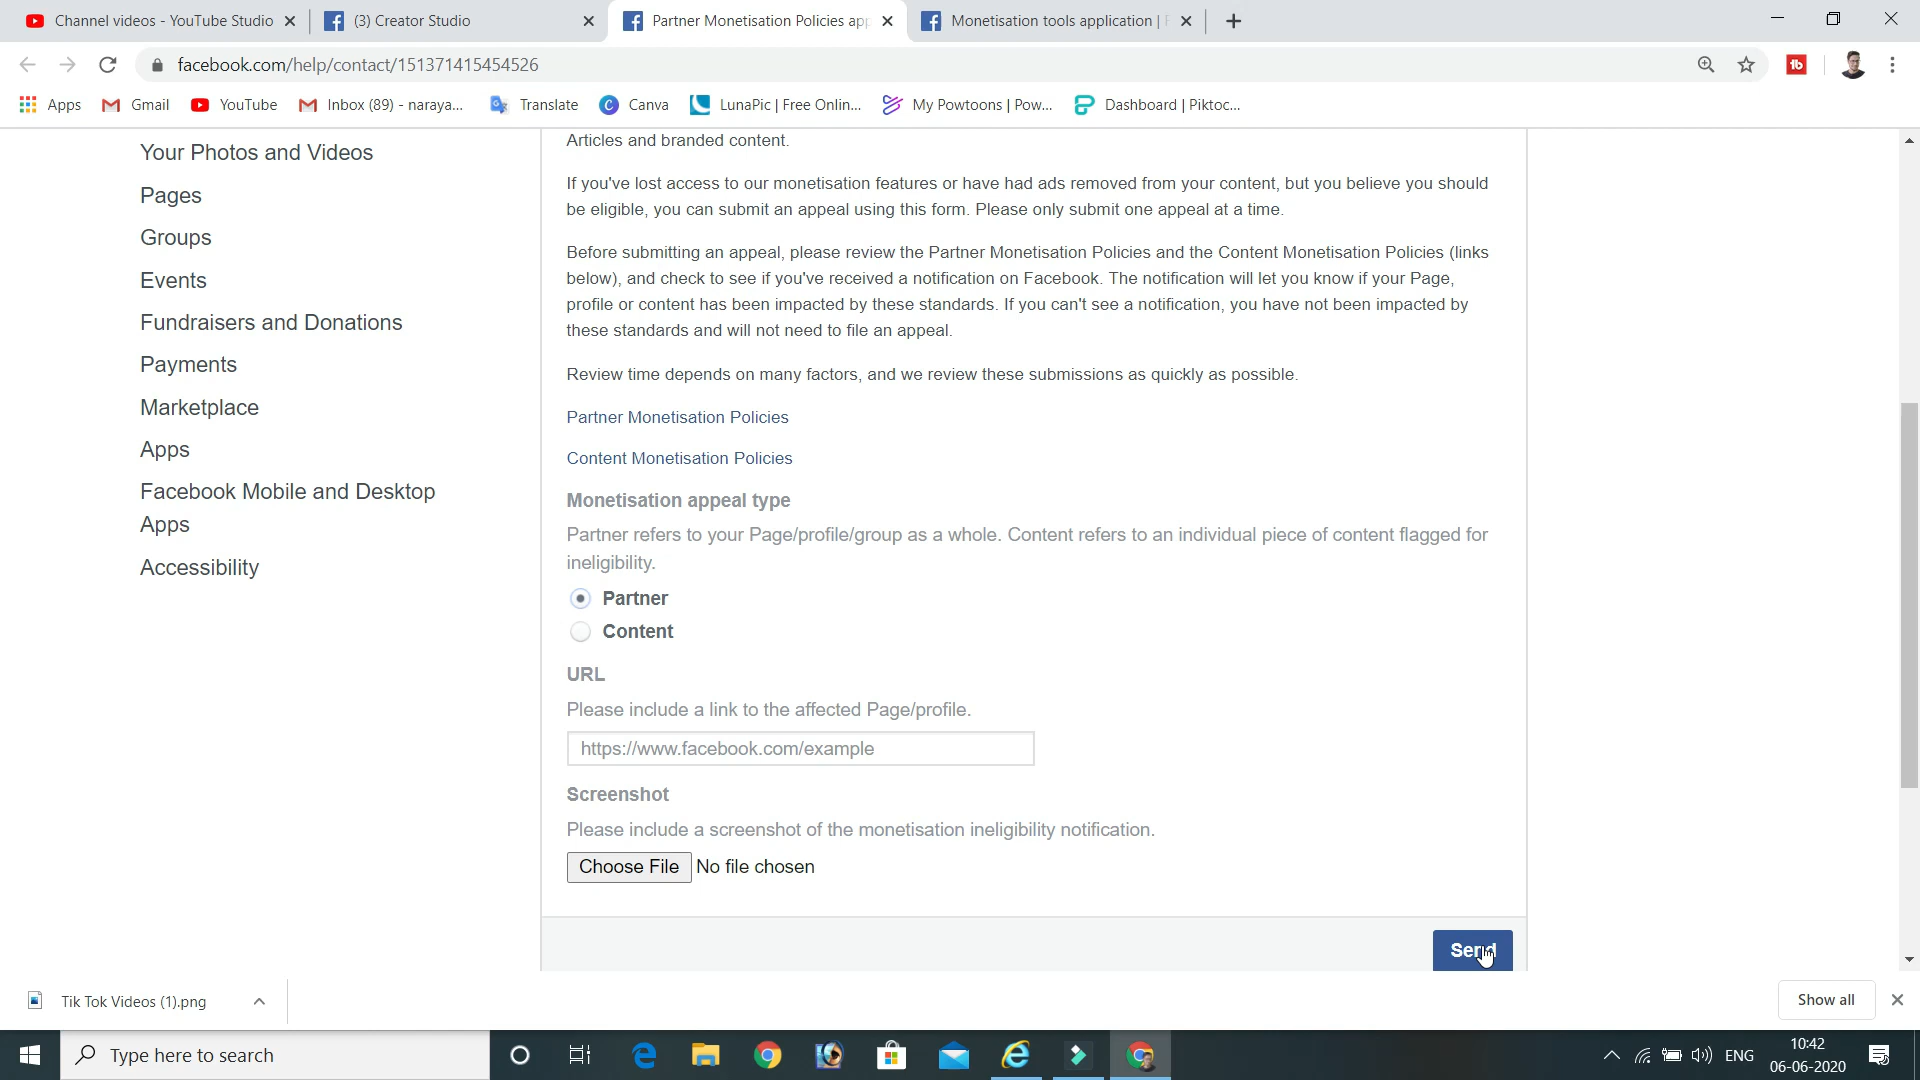 Channel videos - YouTube Studio
(3) Creator Studio
Partner Monetisation Policies app
Monetisation tools application | F
facebook.com/help/contact/151371415454526
Apps
Gmail
YouTube
Inbox (89) - naraya...
Translate
Canva
LunaPic | Free Onlin...
My Powtoons | Pow...
Dashboard | Piktoc...
Your Photos and Videos
Pages
Groups
Events
Fundraisers and Donations
Payments
Marketplace
Apps
Facebook Mobile and Desktop
Apps
Accessibility
Articles and branded content.
If you've lost access to our monetisation features or have had ads removed from your content, but you believe you should
be eligible, you can submit an appeal using this form. Please only submit one appeal at a time.
Before submitting an appeal, please review the Partner Monetisation Policies and the Content Monetisation Policies (links
below), and check to see if you've received a notification on Facebook. The notification will let you know if your Page,
profile or content has been impacted by these standards. If you can't see a notification, you have not been impacted by
these standards and will not need to file an appeal.
Review time depends on many factors, and we review these submissions as quickly as possible.
Partner Monetisation Policies
Content Monetisation Policies
Monetisation appeal type
Partner refers to your Page/profile/group as a whole. Content refers to an individual piece of content flagged for
ineligibility.
Partner
Content
URL
Please include a link to the affected Page/profile.
https://www.facebook.com/example
Screenshot
Please include a screenshot of the monetisation ineligibility notification.
Choose File No file chosen
Send
Tik Tok Videos (1).png
Show all
Type here to search
ENG
10:42
06-06-2020